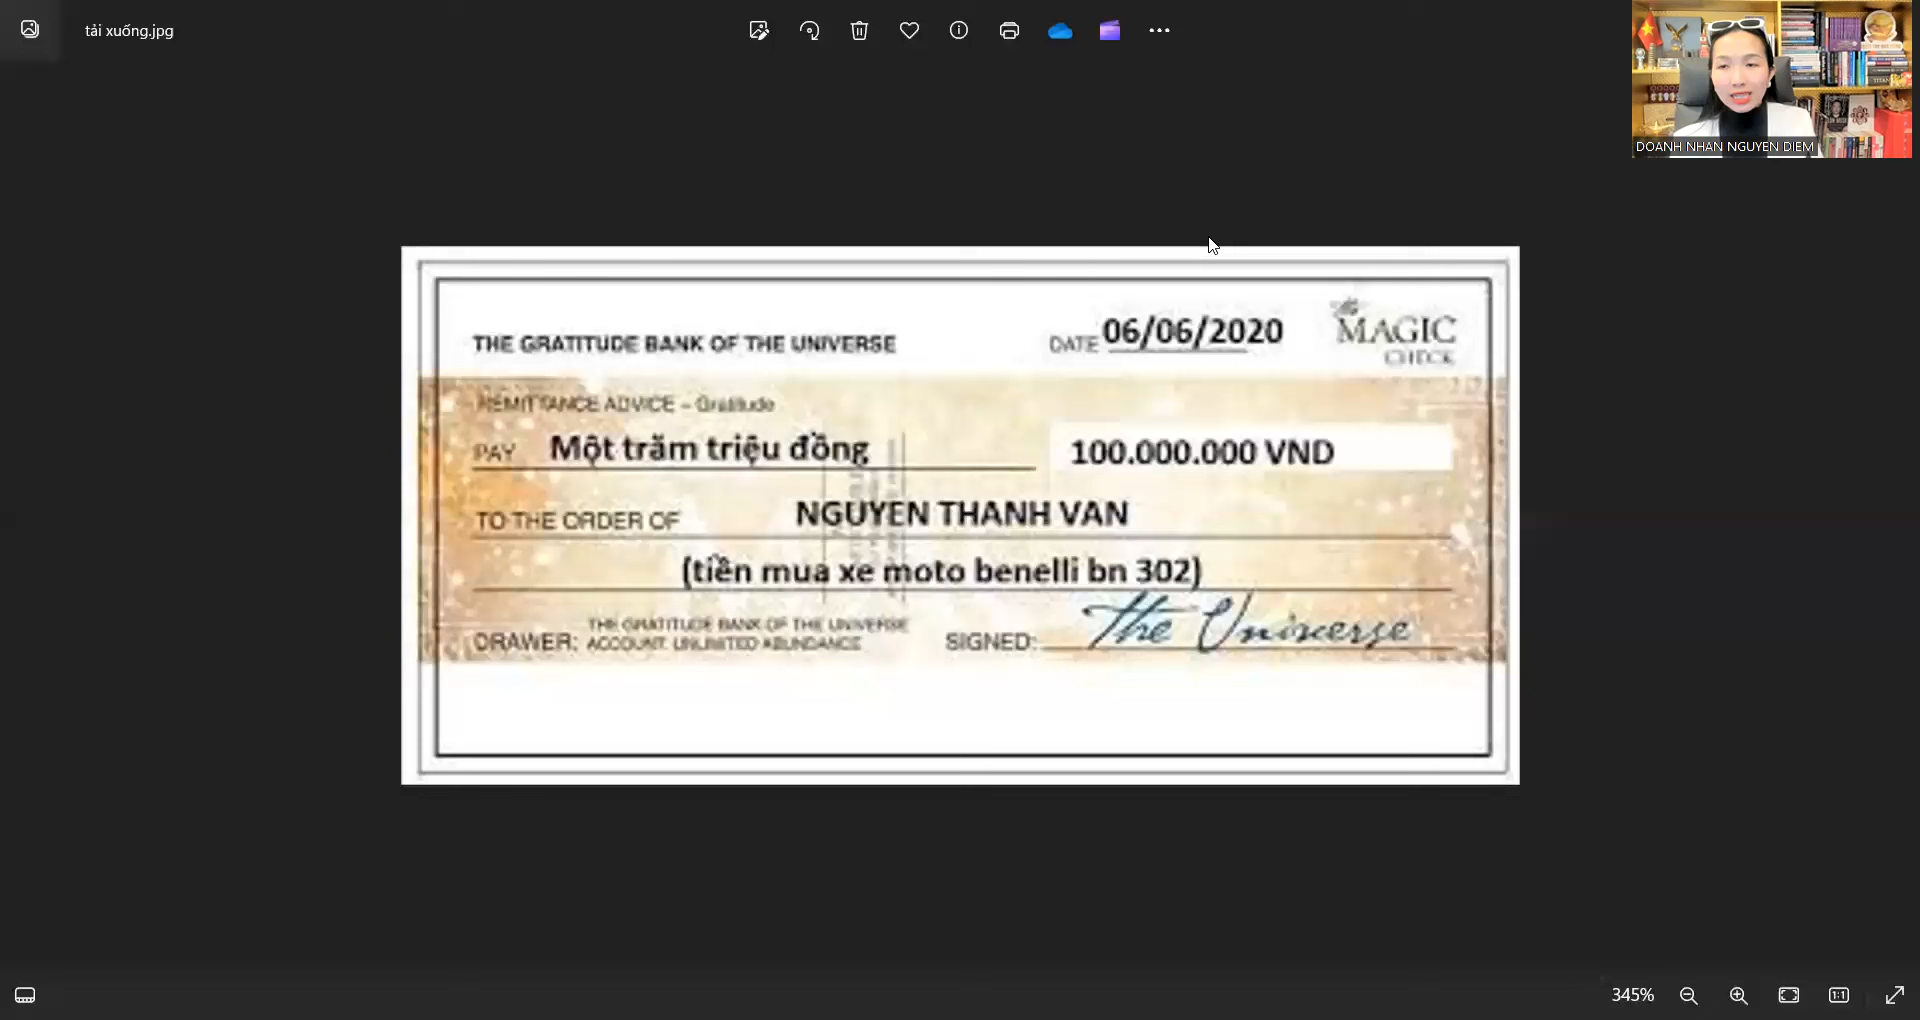 tải xuống.jpg
DOANH NHAN NGUYEN DIEM
THE GRATITUDE BANK OF THE UNIVERSE
DATE 06/06/2020
The MAGIC
CHECK
REMITTANCE ADVICE – Gratitude
PAY Một trăm triệu đồng 100.000.000 VND
TO THE ORDER OF NGUYEN THANH VAN
(tiền mua xe moto benelli bn 302)
THE GRATITUDE BANK OF THE UNIVERSE
DRAWER: ACCOUNT: UNLIMITED ABUNDANCE
SIGNED: The Universe
345%